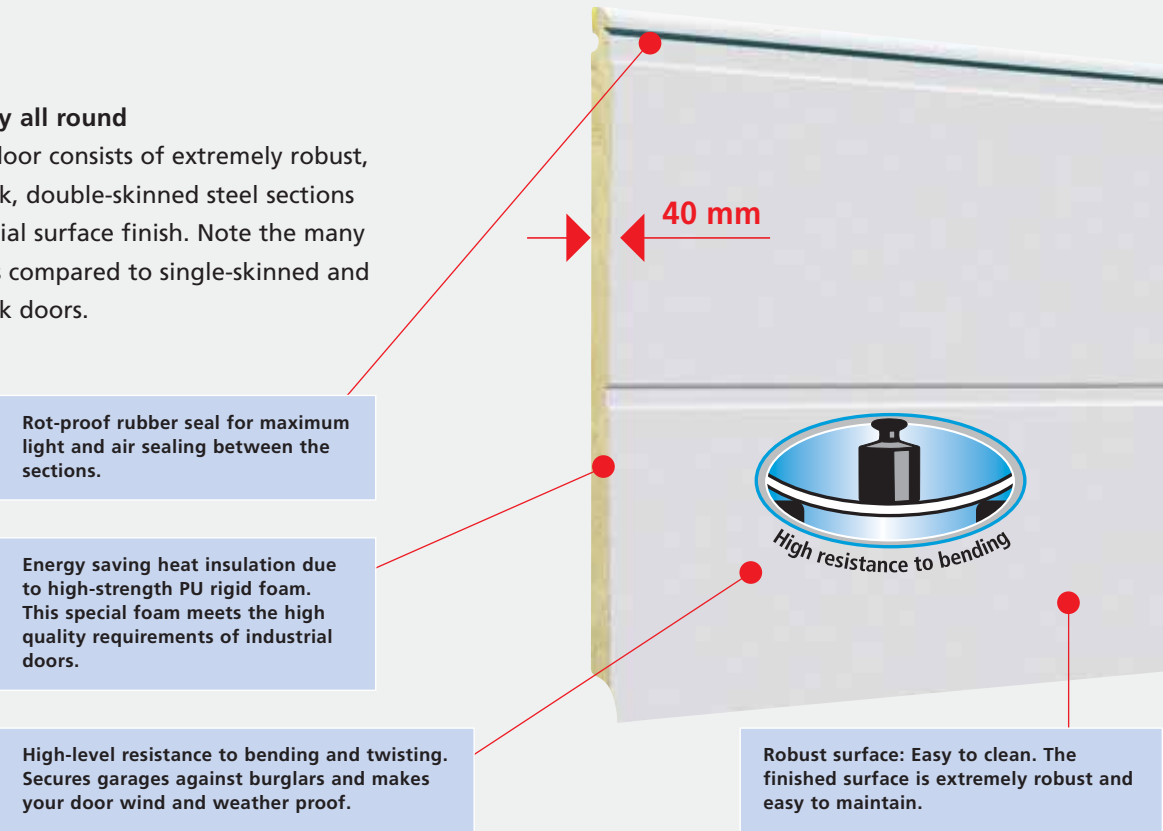 y all round
loor consists of extremely robust,
k, double-skinned steel sections
ial surface finish. Note the many
s compared to single-skinned and
k doors.
40 mm
Rot-proof rubber seal for maximum
light and air sealing between the
sections.
Energy saving heat insulation due
to high-strength PU rigid foam.
This special foam meets the high
quality requirements of industrial
doors.
High resistance to bending
High-level resistance to bending and twisting.
Secures garages against burglars and makes
your door wind and weather proof.
Robust surface: Easy to clean. The
finished surface is extremely robust and
easy to maintain.